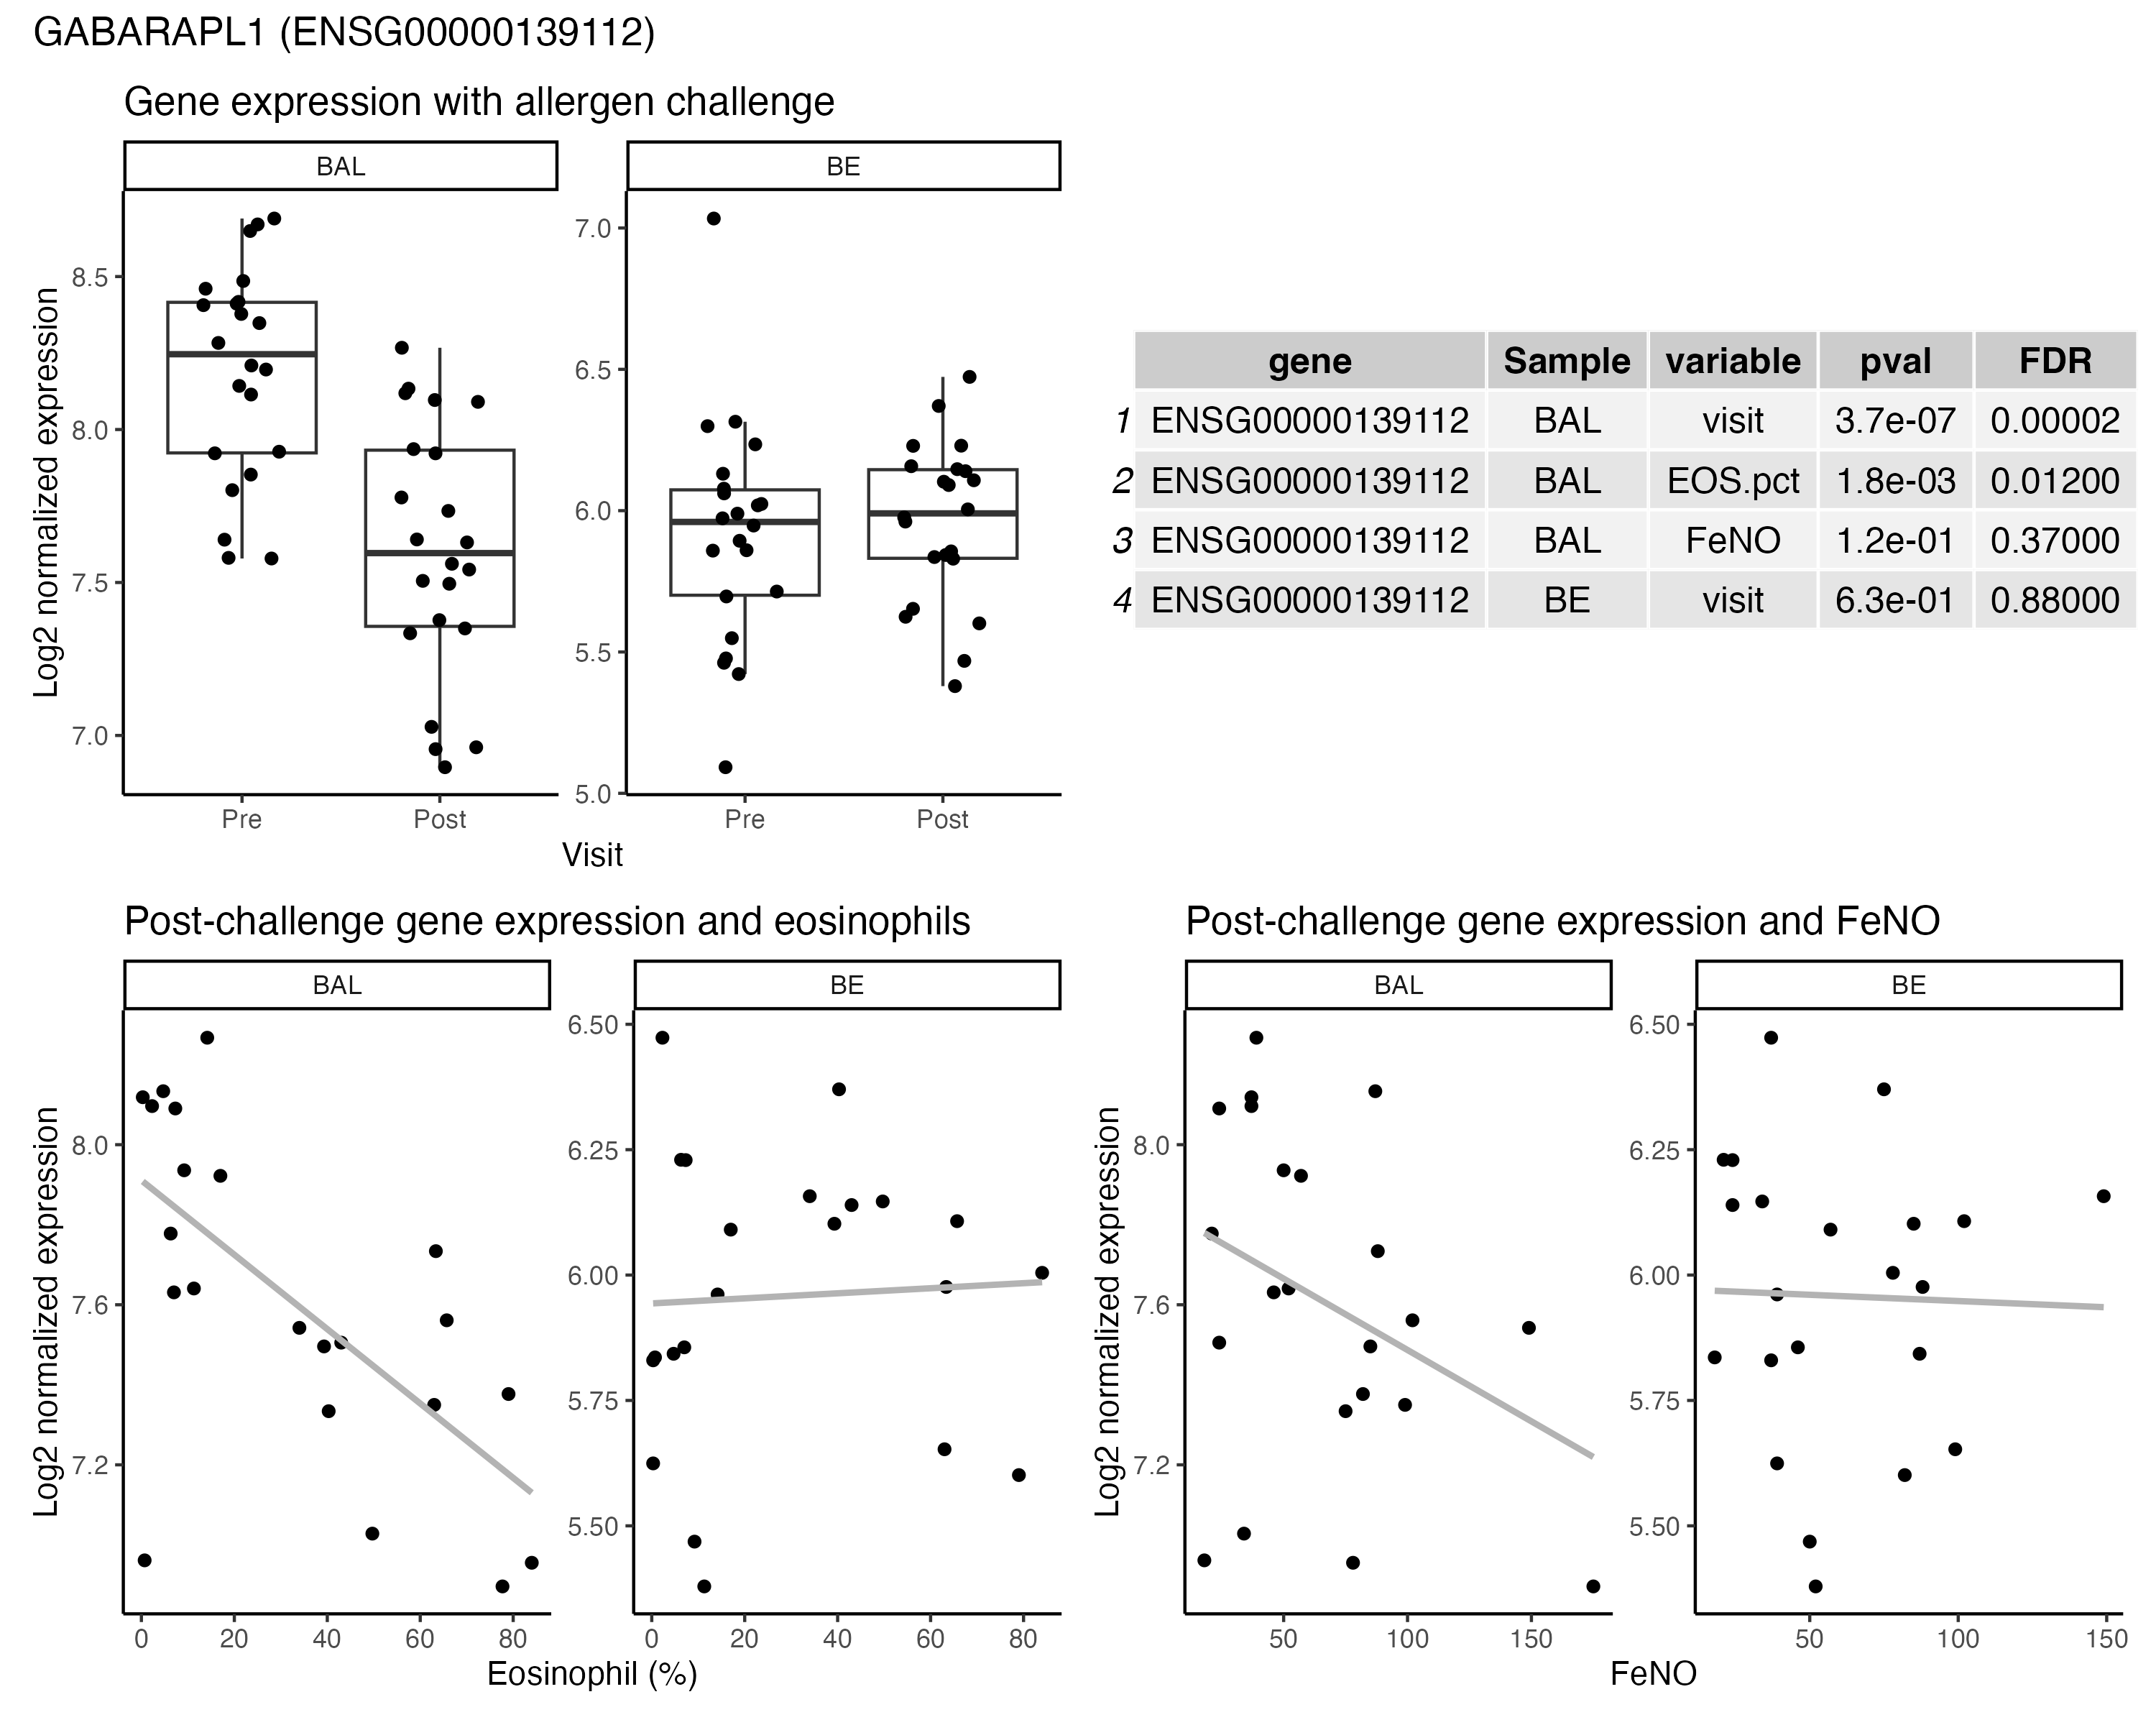 GABARAPL1 (ENSG00000139112)
Gene expression with allergen challenge
BAL
BE
Log2 normalized expression
8.5
8.0
7.5
7.0
7.0
6.5
6.0
5.5
5.0
Pre
Post
Pre
Post
Visit
gene Sample variable pval FDR
1 ENSG00000139112 BAL visit 3.7e-07 0.00002
2 ENSG00000139112 BAL EOS.pct 1.8e-03 0.01200
3 ENSG00000139112 BAL FeNO 1.2e-01 0.37000
4 ENSG00000139112 BE visit 6.3e-01 0.88000
Post-challenge gene expression and eosinophils
BAL
BE
Log2 normalized expression
8.0
7.6
7.2
6.50
6.25
6.00
5.75
5.50
0 20 40 60 80
0 20 40 60 80
Eosinophil (%)
Post-challenge gene expression and FeNO
BAL
BE
Log2 normalized expression
8.0
7.6
7.2
6.50
6.25
6.00
5.75
5.50
50 100 150
50 100 150
FeNO